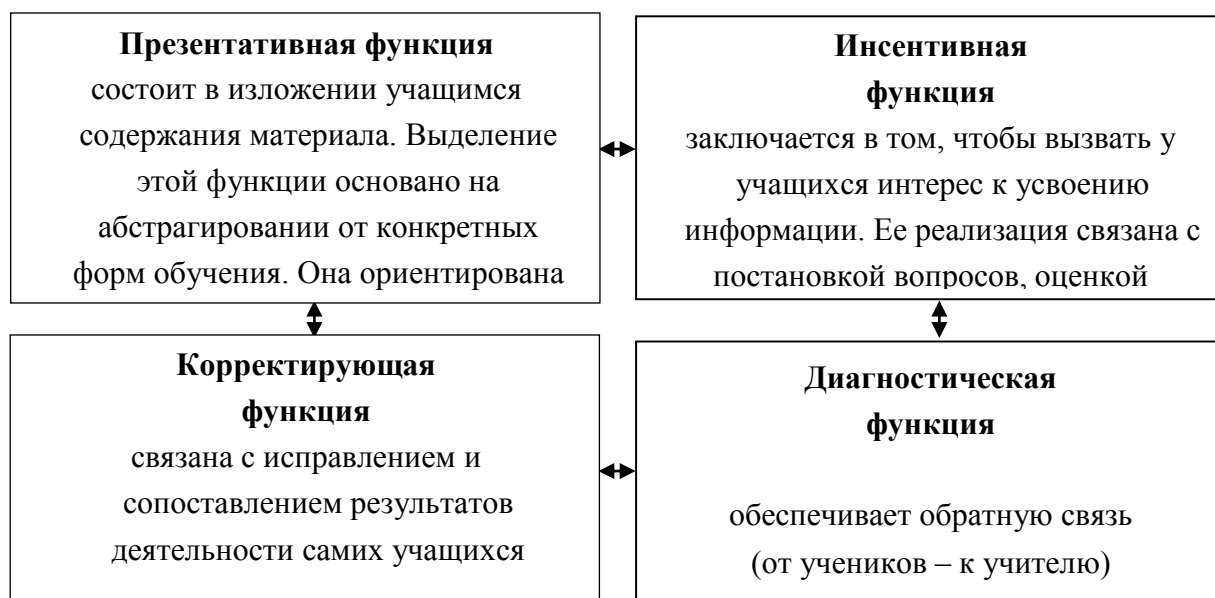 Презентативная функция
состоит в изложении учащимся
содержания материала. Выделение
этой функции основано на
абстрагировании от конкретных
форм обучения. Она ориентирована
Инсентивная
функция
заключается в том, чтобы вызвать у
учащихся интерес к усвоению
информации. Ее реализация связана с
постановкой вопросов, оценкой
Корректирующая
функция
связана с исправлением и
сопоставлением результатов
деятельности самих учащихся
Диагностическая
функция
обеспечивает обратную связь
(от учеников – к учителю)